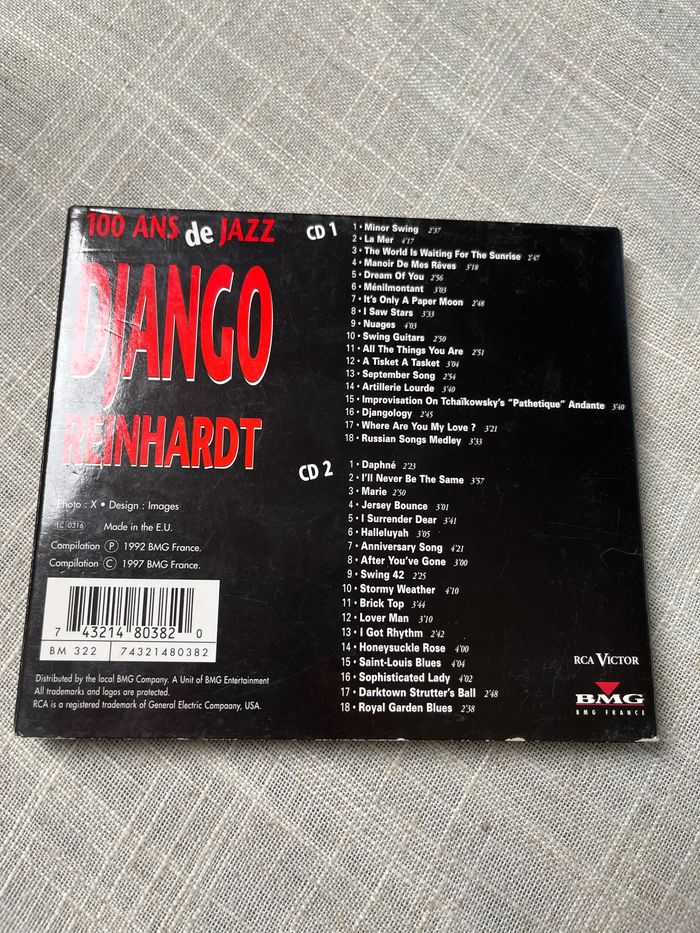 100 ANS de JAZZ
DJANGO
REINHARDT
CD 1
1 • Minor Swing 2'37
2 • La Mer 4'17
3 • The World Is Waiting For The Sunrise 2'47
4 • Manoir De Mes Rêves 3'18
5 • Dream Of You 2'56
6 • Ménilmontant 3'03
7 • It's Only A Paper Moon 2'48
8 • I Saw Stars 3'33
9 • Nuages 4'03
10 • Swing Guitars 2'50
11 • All The Things You Are 2'51
12 • A Tisket A Tasket 3'04
13 • September Song 2'54
14 • Artillerie Lourde 3'40
15 • Improvisation On Tchaïkowsky's "Pathetique" Andante 3'40
16 • Djangology 2'45
17 • Where Are You My Love ? 3'21
18 • Russian Songs Medley 3'33
CD 2
1 • Daphné 2'23
2 • I'll Never Be The Same 3'57
3 • Marie 2'50
4 • Jersey Bounce 3'01
5 • I Surrender Dear 3'41
6 • Halleluyah 3'05
7 • Anniversary Song 4'21
8 • After You've Gone 3'00
9 • Swing 42 2'25
10 • Stormy Weather 4'10
11 • Brick Top 3'44
12 • Lover Man 3'10
13 • I Got Rhythm 2'42
14 • Honeysuckle Rose 4'00
15 • Saint-Louis Blues 4'04
16 • Sophisticated Lady 4'02
17 • Darktown Strutter's Ball 2'48
18 • Royal Garden Blues 2'38
Photo : X • Design : Images
LC 0316 Made in the E.U.
Compilation Ⓟ 1992 BMG France.
Compilation © 1997 BMG France.
7 43214 80382 0
BM 322 74321480382
Distributed by the local BMG Company. A Unit of BMG Entertainment
All trademarks and logos are protected.
RCA is a registered trademark of General Electric Compaany, USA.
RCA VICTOR
BMG
BMG FRANCE